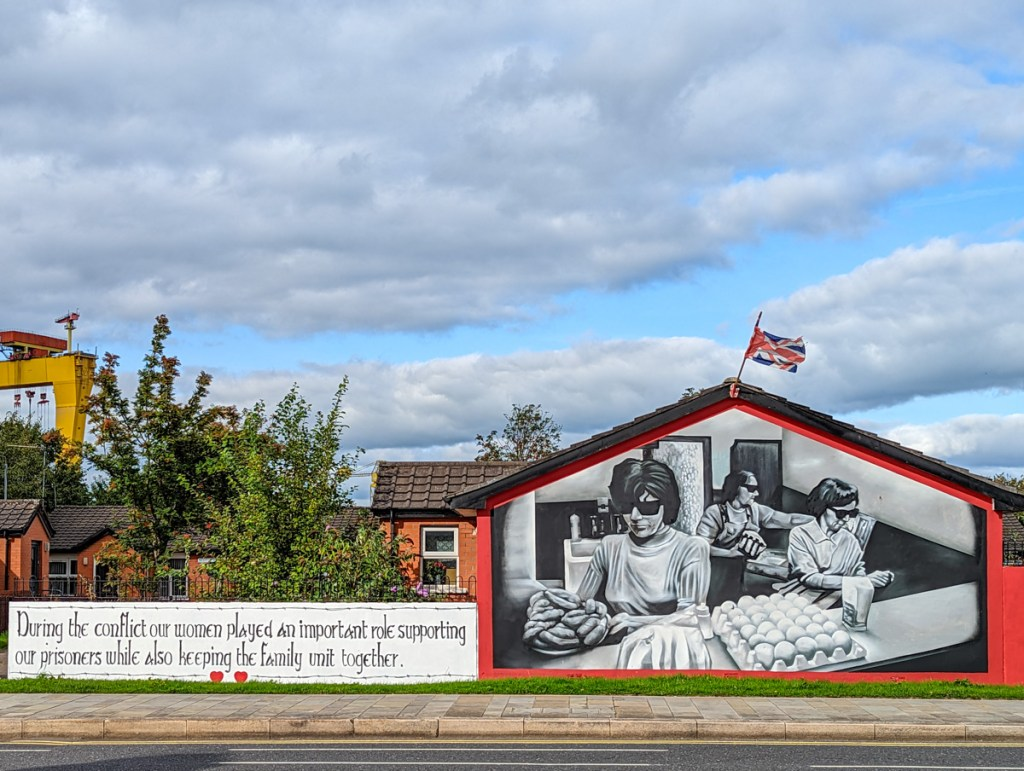 During the conflict our women played an important role supporting
our prisoners while also keeping the family unit together.